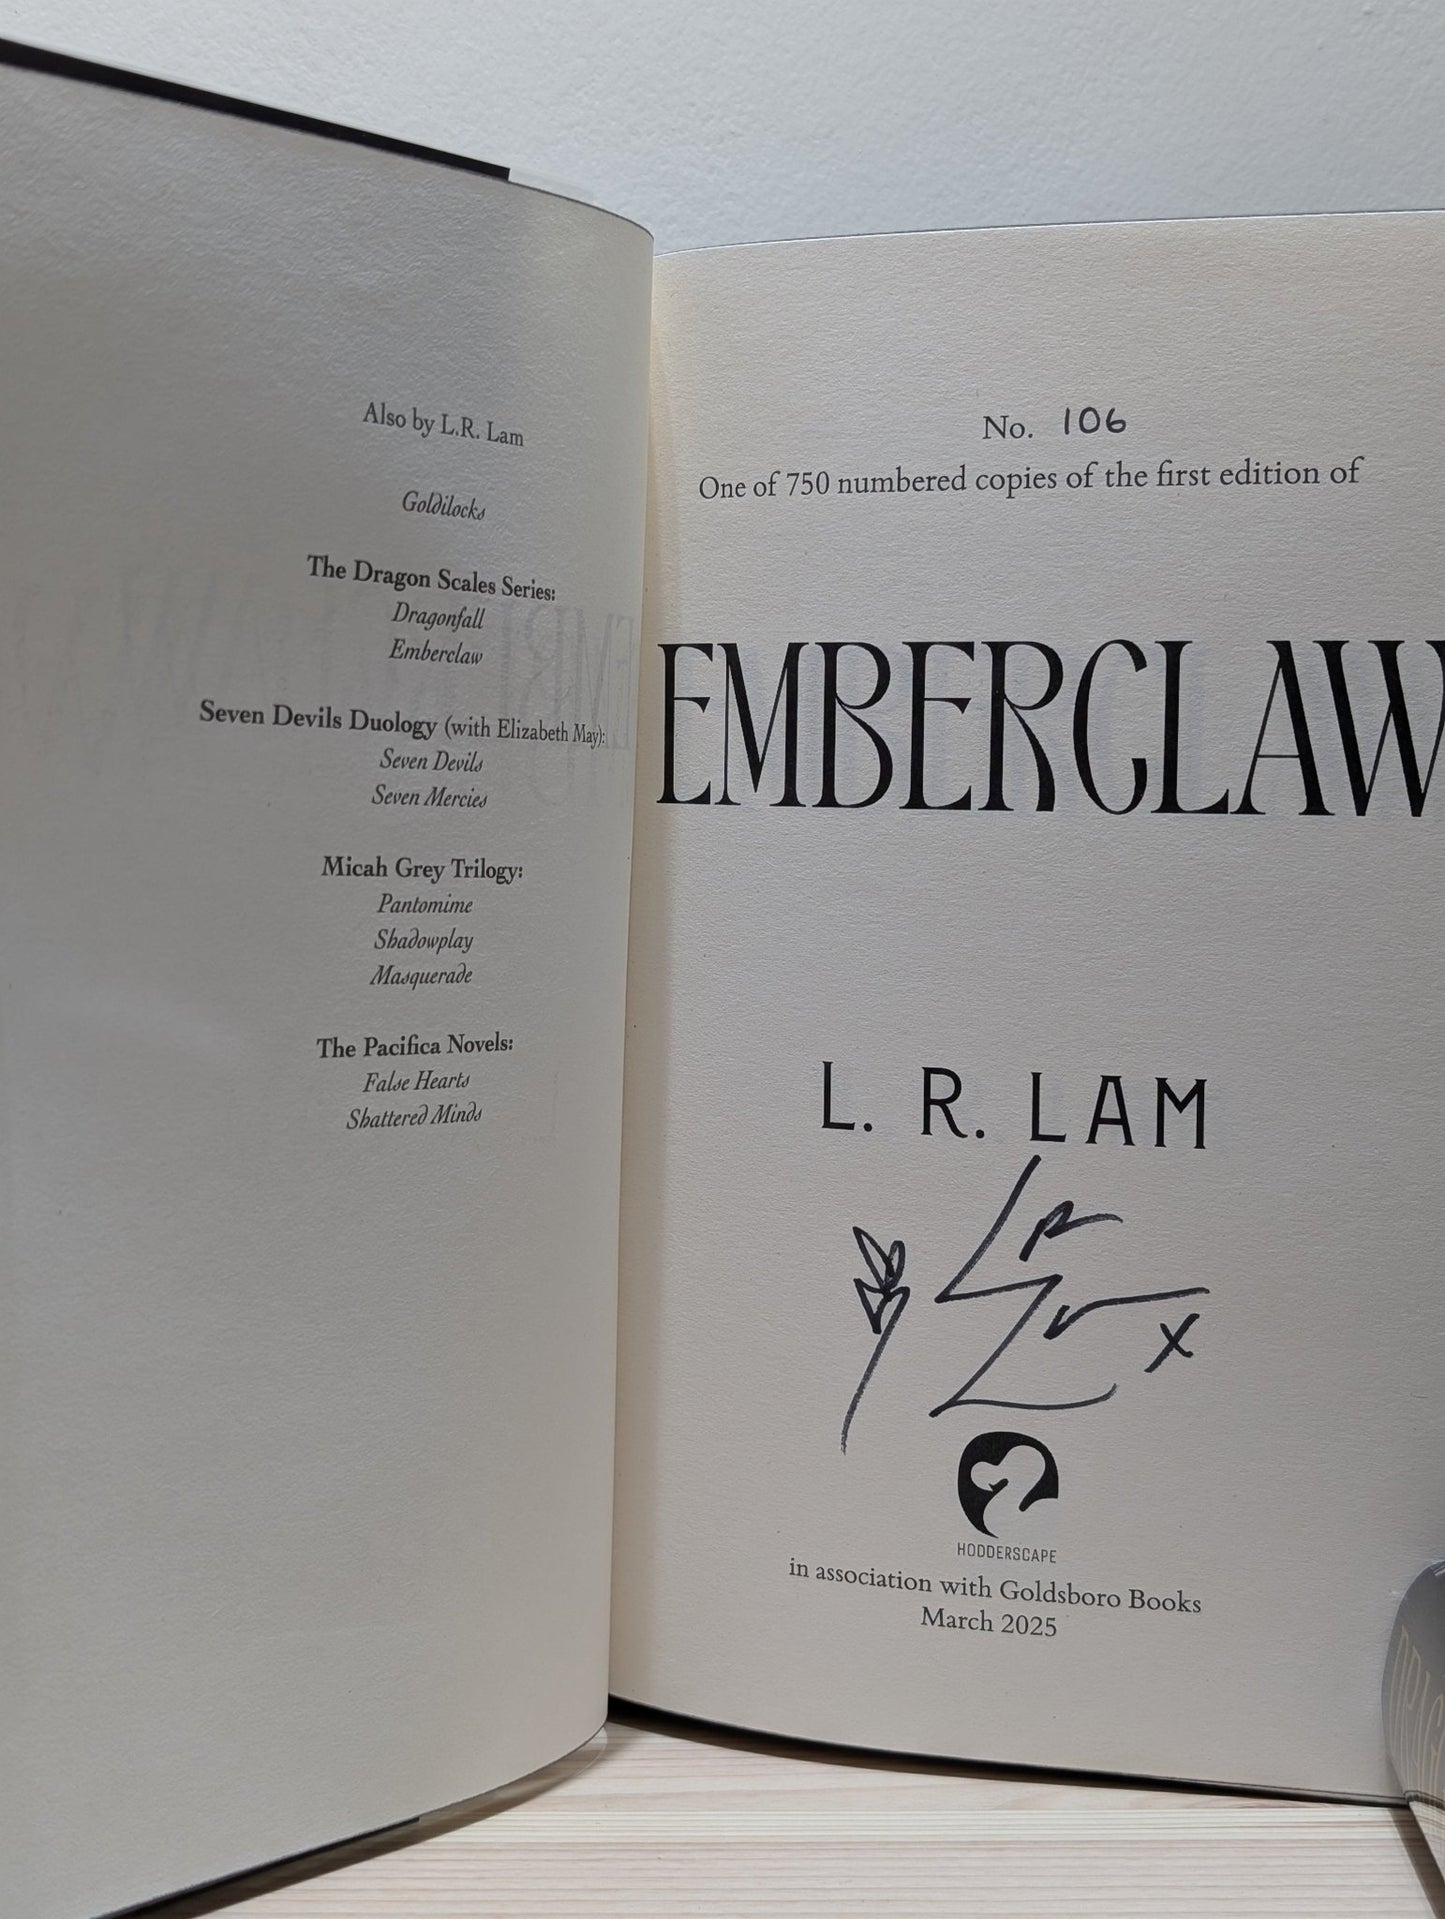 Also by L.R. Lam
Goldilocks
The Dragon Scales Series:
Dragonfall
Emberclaw
Seven Devils Duology (with Elizabeth May):
Seven Devils
Seven Mercies
Micah Grey Trilogy:
Pantomime
Shadowplay
Masquerade
The Pacifica Novels:
False Hearts
Shattered Minds
No. 106
One of 750 numbered copies of the first edition of
EMBERCLAW
L. R. LAM
HODDERSCAPE
in association with Goldsboro Books
March 2025